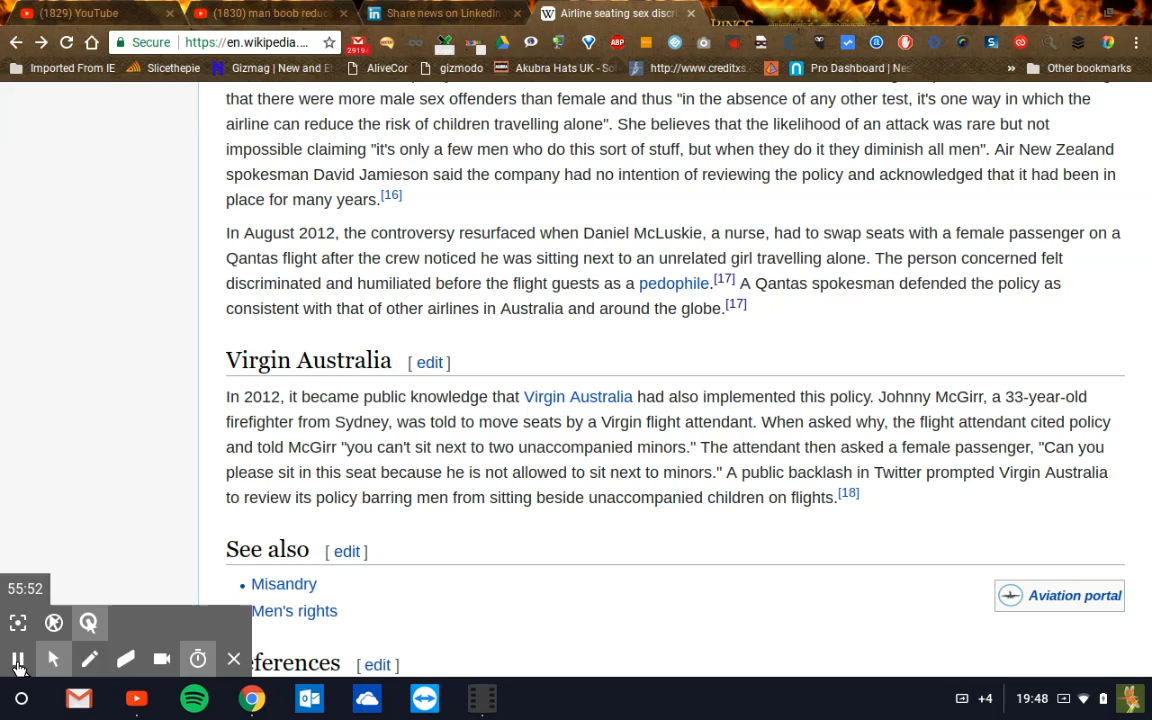 (1829) YouTube
(1830) man boob reduc
Share news on LinkedIn
Airline seating sex discri
Secure
https://en.wikipedia....
Imported From IE
Slicethepie
Gizmag | New and E
AliveCor
gizmodo
Akubra Hats UK - So
http://www.creditxs.
Pro Dashboard | Ne
Other bookmarks
that there were more male sex offenders than female and thus "in the absence of any other test, it's one way in which the
airline can reduce the risk of children travelling alone". She believes that the likelihood of an attack was rare but not
impossible claiming "it's only a few men who do this sort of stuff, but when they do it they diminish all men". Air New Zealand
spokesman David Jamieson said the company had no intention of reviewing the policy and acknowledged that it had been in
place for many years.[16]
In August 2012, the controversy resurfaced when Daniel McLuskie, a nurse, had to swap seats with a female passenger on a
Qantas flight after the crew noticed he was sitting next to an unrelated girl travelling alone. The person concerned felt
discriminated and humiliated before the flight guests as a pedophile.[17] A Qantas spokesman defended the policy as
consistent with that of other airlines in Australia and around the globe.[17]
Virgin Australia [ edit ]
In 2012, it became public knowledge that Virgin Australia had also implemented this policy. Johnny McGirr, a 33-year-old
firefighter from Sydney, was told to move seats by a Virgin flight attendant. When asked why, the flight attendant cited policy
and told McGirr "you can't sit next to two unaccompanied minors." The attendant then asked a female passenger, "Can you
please sit in this seat because he is not allowed to sit next to minors." A public backlash in Twitter prompted Virgin Australia
to review its policy barring men from sitting beside unaccompanied children on flights.[18]
See also [ edit ]
Misandry
Aviation portal
55:52
Men's rights
eferences [ edit ]
+4
19:48